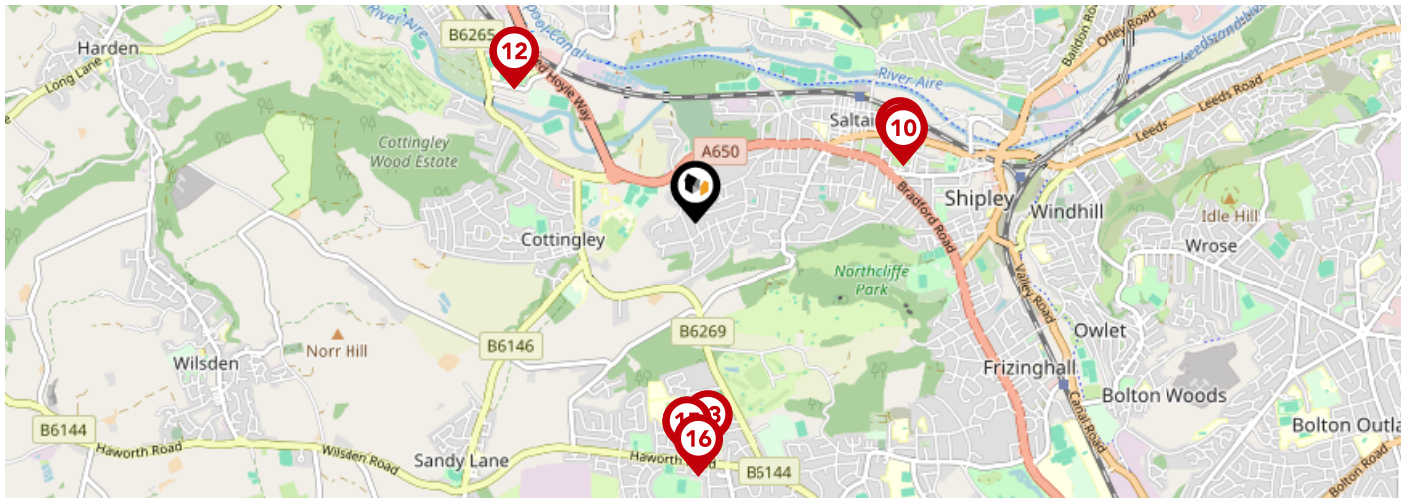 River Aire
B6265
Harden
Long Lane
12
Otley Road
Baildon Road
River Aire
Leeds Road
10
Leeds
Cottingley
Wood Estate
A650
Shipley
Bradford Road
Windhill
Idle Hill
Cottingley
Wrose
Northcliffe
Park
Valley Road
B6269
Owlet
B6146
Norr Hill
Wilsden
Frizinghall
Bolton Woods
Canal Road
B6144
Haworth Road
16
Bolton Outla
Wilsden Road
Sandy Lane
B5144
Bolton Road